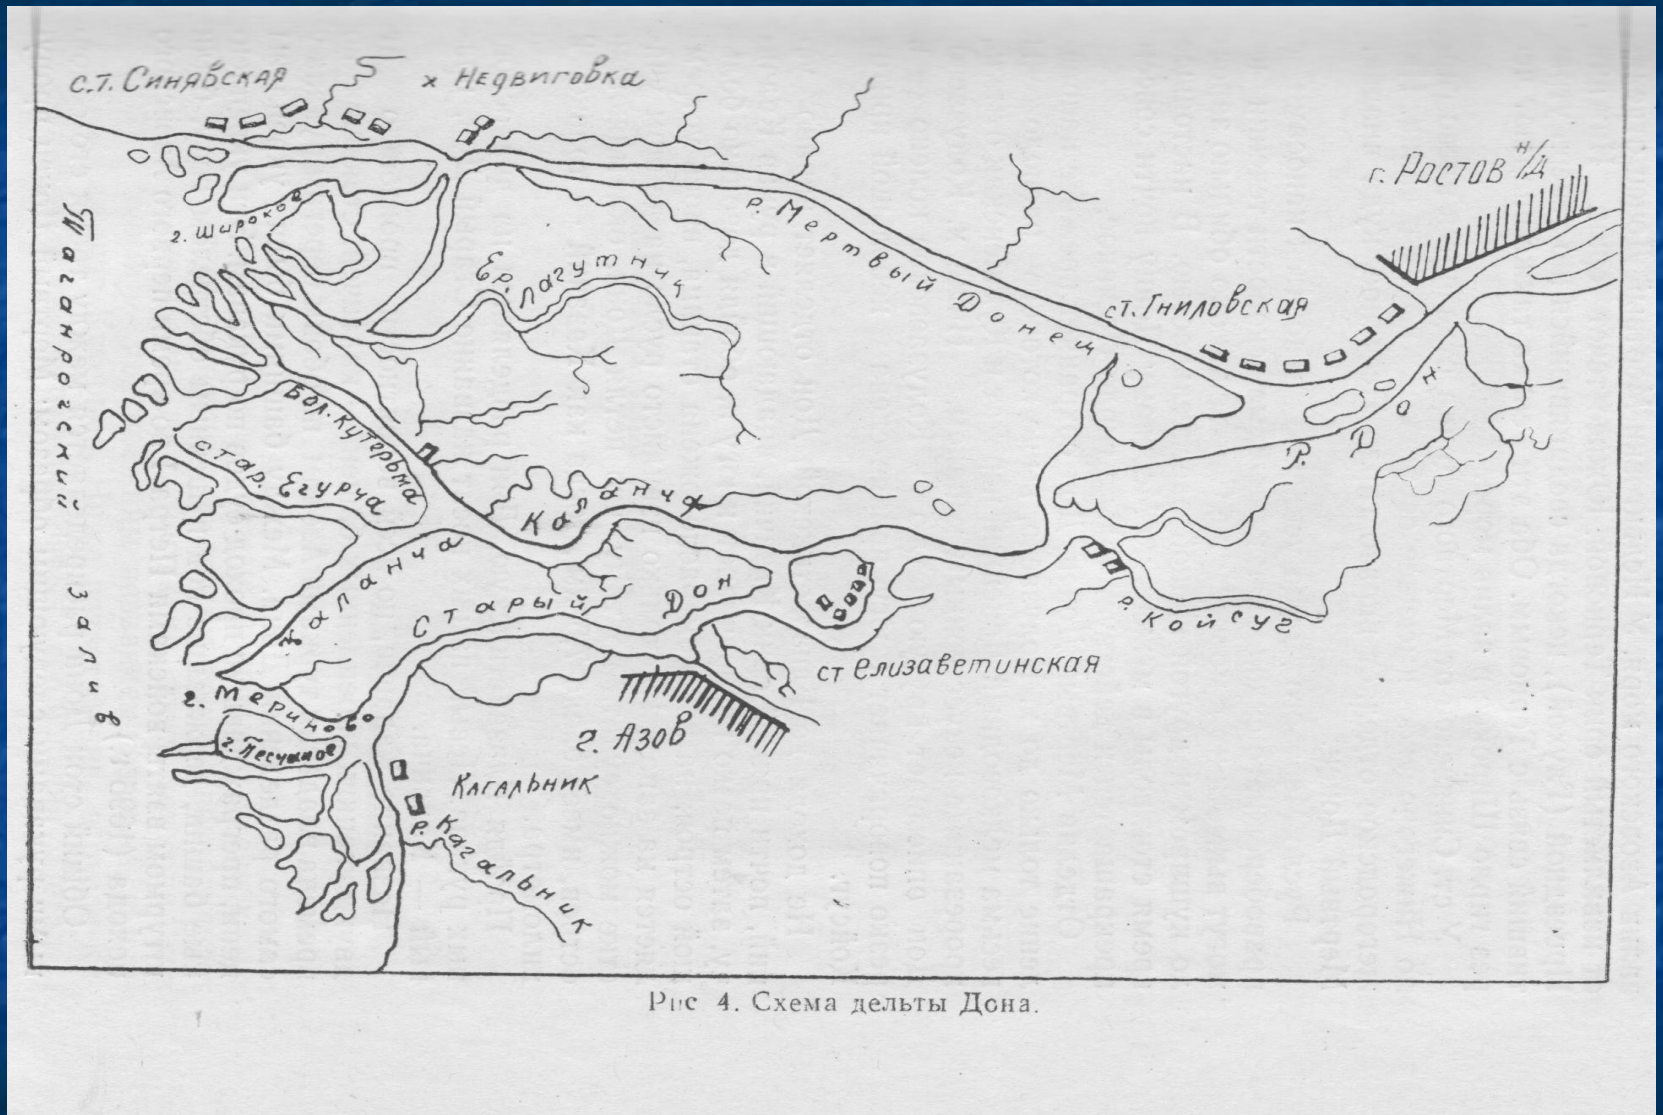 ст. Синявская
х Недвиговка
г. Ростов н/Д
Таганрогский залив
г. Широкое
Ер. Лагутник
р. Мертвый Донец
ст. Гниловская
Бол. Кутерьма
стар. Егурча
Каланча
Р. Дон
Каланча
Старый Дон
р. Койсуг
ст Елизаветинская
г. Мериново
г. Песчаное
г. Азов
Кагальник
р. Кагальник
Рис 4. Схема дельты Дона.